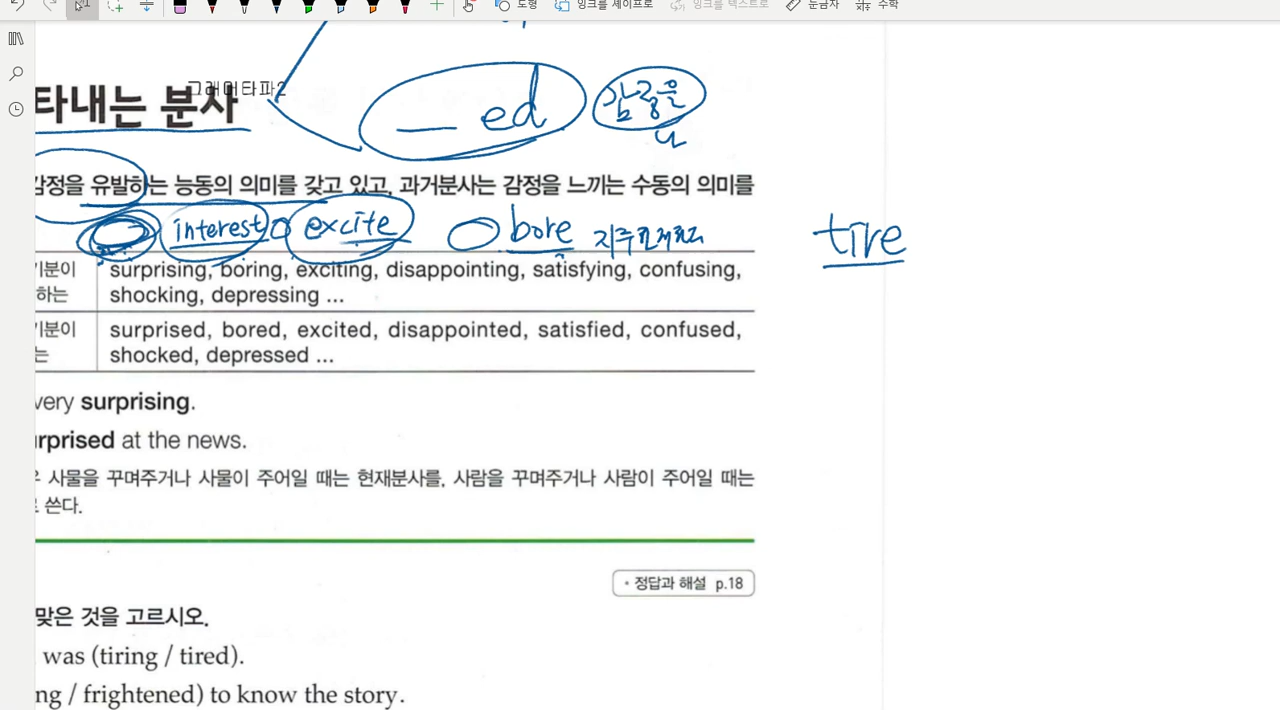 도형 잉크를 셰이프로 잉크를 텍스트로 눈금자 수학
그래머타파2
타내는 분사
ed 감정을
감정을 유발하는 능동의 의미를 갖고 있고, 과거분사는 감정을 느끼는 수동의 의미를
interest excite bore
tire
기분이 surprising, boring, exciting, disappointing, satisfying, confusing,
하는 shocking, depressing ...
기분이 surprised, bored, excited, disappointed, satisfied, confused,
는 shocked, depressed ...
very surprising.
urprised at the news.
사물을 꾸며주거나 사물이 주어일 때는 현재분사를, 사람을 꾸며주거나 사람이 주어일 때는
쓴다.
• 정답과 해설 p.18
맞은 것을 고르시오.
was (tiring / tired).
ng / frightened) to know the story.